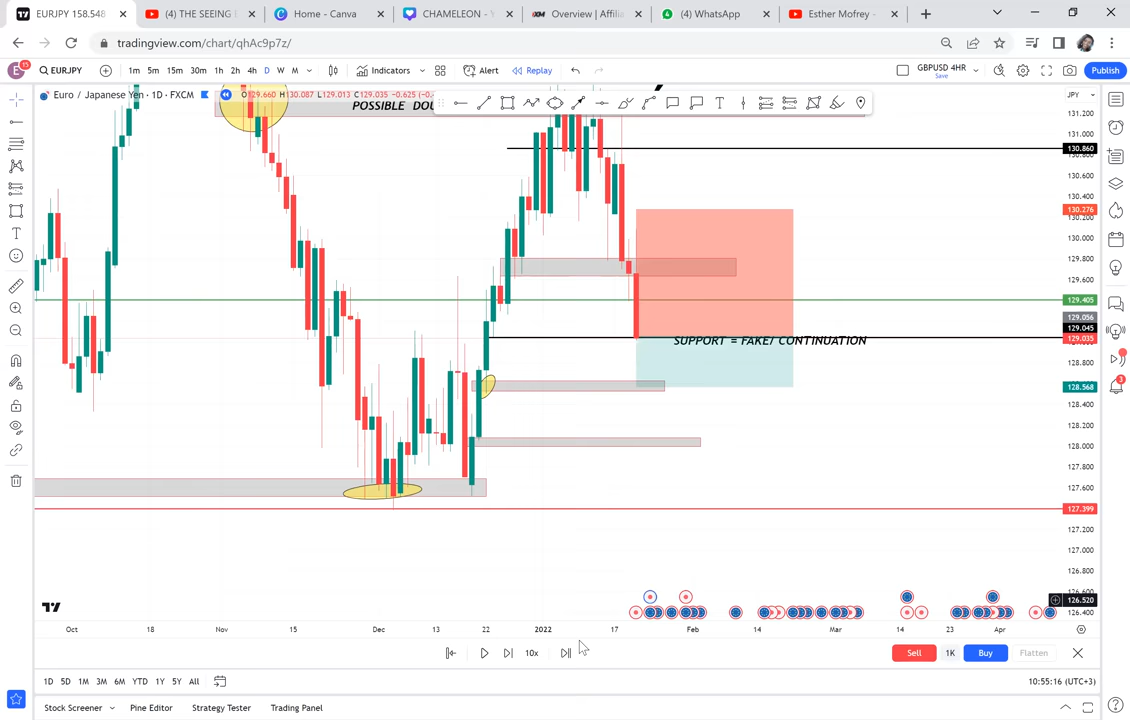 EURJPY 158.548
(4) THE SEEING
Home - Canva
CHAMELEON - Y
Overview | Affilia
(4) WhatsApp
Esther Mofrey -
tradingview.com/chart/qhAc9p7z/
E 15
EURJPY
1m 5m 15m 30m 1h 2h 4h D W M
Indicators
Alert
Replay
GBPUSD 4HR
Save
Publish
Euro / Japanese Yen · 1D · FXCM
O129.660 H130.087 L129.013 C129.035 -0.625
JPY
POSSIBLE DOU
131.200
131.000
130.860
130.800
130.600
130.400
130.276
130.200
130.000
129.800
129.600
129.405
129.056
129.045
129.035
SUPPORT = FAKE/ CONTINUATION
128.800
128.568
128.400
128.200
128.000
127.800
127.600
127.399
127.200
127.000
126.800
126.600
126.520
126.400
Oct 18 Nov 15 Dec 13 22 2022 17 Feb 14 Mar 14 23 Apr
10x
Sell 1K Buy Flatten
1D 5D 1M 3M 6M YTD 1Y 5Y All
10:55:16 (UTC+3)
Stock Screener
Pine Editor
Strategy Tester
Trading Panel
3